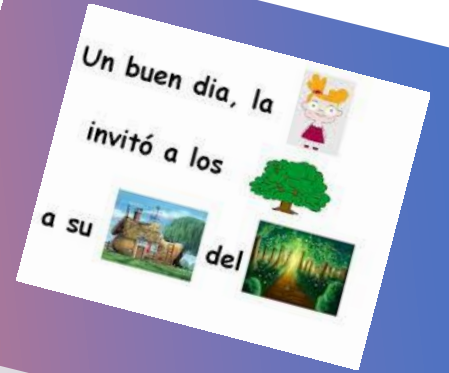 Un buen dia, la
invitó a los
a su del